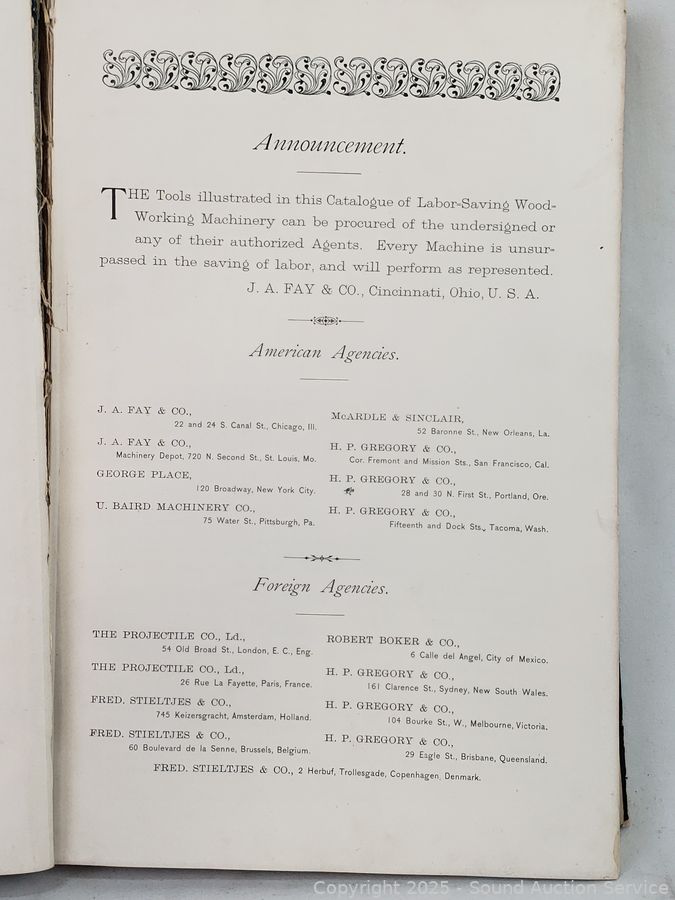 Announcement.
THE Tools illustrated in this Catalogue of Labor-Saving Wood-
Working Machinery can be procured of the undersigned or
any of their authorized Agents. Every Machine is unsur-
passed in the saving of labor, and will perform as represented.
J. A. FAY & CO., Cincinnati, Ohio, U. S. A.
American Agencies.
J. A. FAY & CO.,
22 and 24 S. Canal St., Chicago, Ill.
J. A. FAY & CO.,
Machinery Depot, 720 N. Second St., St. Louis, Mo.
GEORGE PLACE,
120 Broadway, New York City.
U. BAIRD MACHINERY CO.,
75 Water St., Pittsburgh, Pa.
McARDLE & SINCLAIR,
52 Baronne St., New Orleans, La.
H. P. GREGORY & CO.,
Cor. Fremont and Mission Sts., San Francisco, Cal.
H. P. GREGORY & CO.,
28 and 30 N. First St., Portland, Ore.
H. P. GREGORY & CO.,
Fifteenth and Dock Sts., Tacoma, Wash.
Foreign Agencies.
THE PROJECTILE CO., Ld.,
54 Old Broad St., London, E. C., Eng.
THE PROJECTILE CO., Ld.,
26 Rue La Fayette, Paris, France.
FRED. STIELTJES & CO.,
745 Keizersgracht, Amsterdam, Holland.
FRED. STIELTJES & CO.,
60 Boulevard de la Senne, Brussels, Belgium.
ROBERT BOKER & CO.,
6 Calle del Angel, City of Mexico.
H. P. GREGORY & CO.,
161 Clarence St., Sydney, New South Wales.
H. P. GREGORY & CO.,
104 Bourke St., W., Melbourne, Victoria.
H. P. GREGORY & CO.,
29 Eagle St., Brisbane, Queensland.
FRED. STIELTJES & CO., 2 Herbuf, Trollesgade, Copenhagen, Denmark.
Copyright 2025 - Sound Auction Service